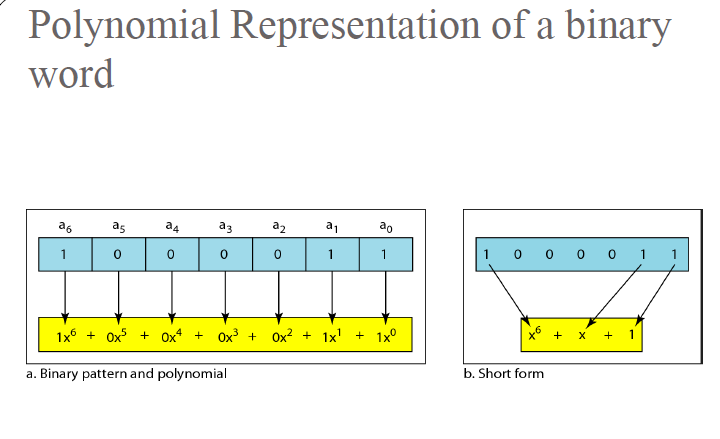 Polynomial Representation of a binary
word
a₆ a₅ a₄ a₃ a₂ a₁ a₀
1 0 0 0 0 1 1
1x⁶ + 0x⁵ + 0x⁴ + 0x³ + 0x² + 1x¹ + 1x⁰
a. Binary pattern and polynomial
1 0 0 0 0 1 1
x⁶ + x + 1
b. Short form